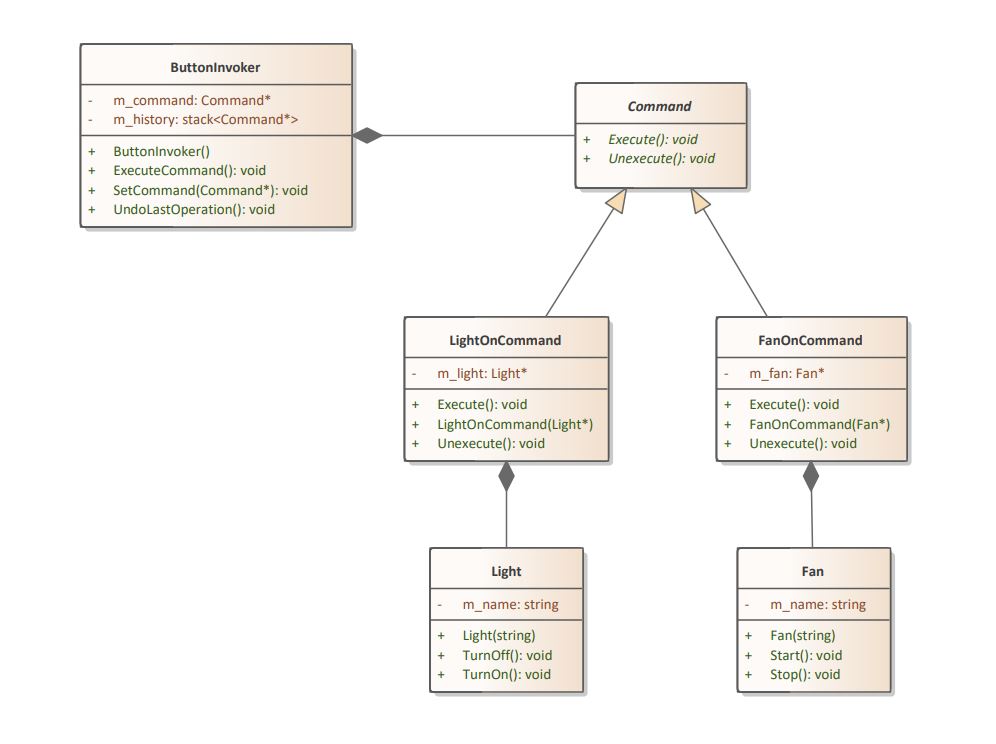 ButtonInvoker
- m_command: Command*
- m_history: stack<Command*>
+ ButtonInvoker()
+ ExecuteCommand(): void
+ SetCommand(Command*): void
+ UndoLastOperation(): void
Command
+ Execute(): void
+ Unexecute(): void
LightOnCommand
- m_light: Light*
+ Execute(): void
+ LightOnCommand(Light*)
+ Unexecute(): void
FanOnCommand
- m_fan: Fan*
+ Execute(): void
+ FanOnCommand(Fan*)
+ Unexecute(): void
Light
- m_name: string
+ Light(string)
+ TurnOff(): void
+ TurnOn(): void
Fan
- m_name: string
+ Fan(string)
+ Start(): void
+ Stop(): void